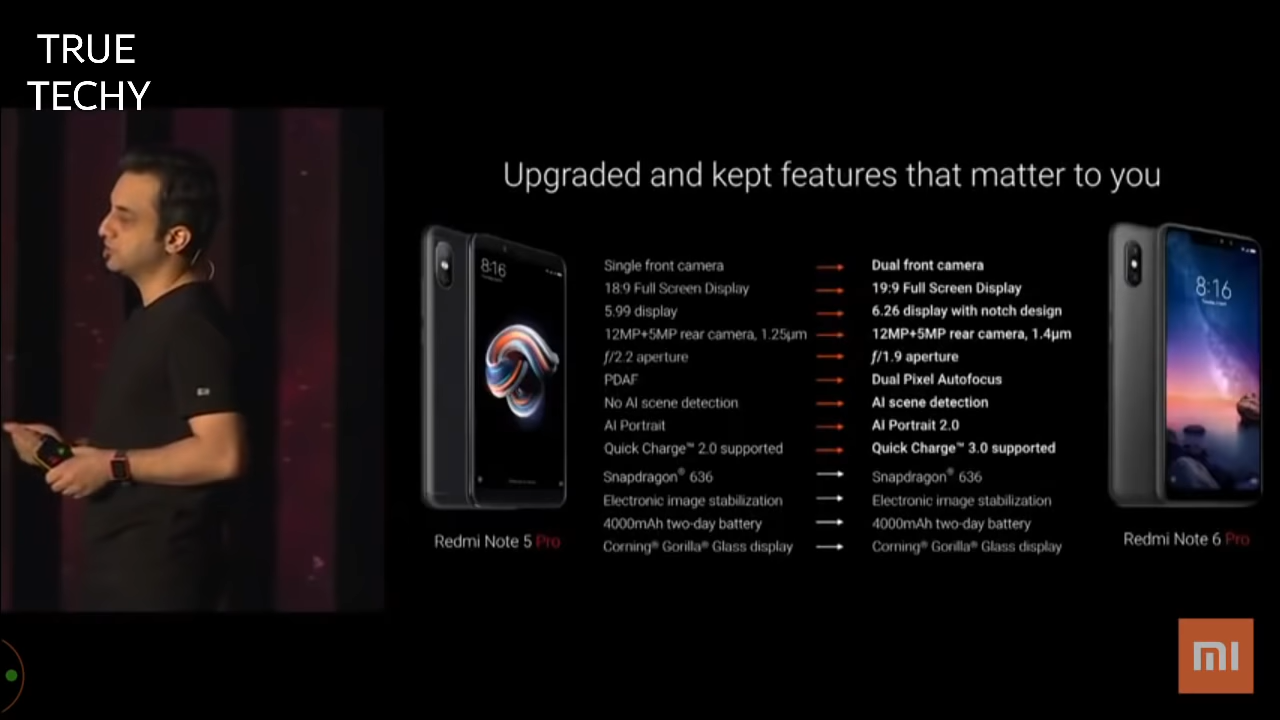 TRUE
TECHY
Upgraded and kept features that matter to you
8:16
8:16
Single front camera → Dual front camera
18:9 Full Screen Display → 19:9 Full Screen Display
5.99 display → 6.26 display with notch design
12MP+5MP rear camera, 1.25µm → 12MP+5MP rear camera, 1.4µm
ƒ/2.2 aperture → ƒ/1.9 aperture
PDAF → Dual Pixel Autofocus
No AI scene detection → AI scene detection
AI Portrait → AI Portrait 2.0
Quick Charge™ 2.0 supported → Quick Charge™ 3.0 supported
Snapdragon® 636 → Snapdragon® 636
Electronic image stabilization → Electronic image stabilization
4000mAh two-day battery → 4000mAh two-day battery
Corning® Gorilla® Glass display → Corning® Gorilla® Glass display
Redmi Note 5 Pro
Redmi Note 6 Pro
MI